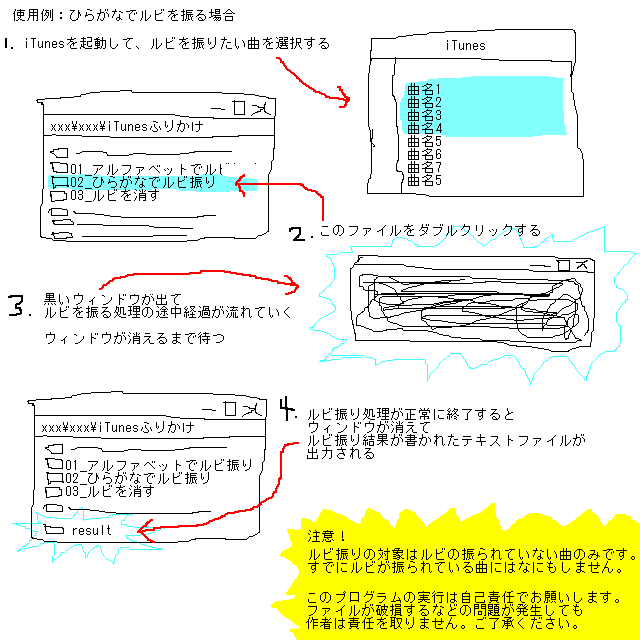 使用例：ひらがなでルビを振る場合
1. iTunesを起動して、ルビを振りたい曲を選択する
iTunes
曲名1
曲名2
曲名3
曲名4
曲名5
曲名6
曲名7
曲名5
xxx¥xxx¥iTunesふりかけ
01_アルファベットでルビ
02_ひらがなでルビ振り
03_ルビを消す
2. このファイルをダブルクリックする
3. 黒いウィンドウが出て
ルビを振る処理の途中経過が流れていく
ウィンドウが消えるまで待つ
xxx¥xxx¥iTunesふりかけ
01_アルファベットでルビ振り
02_ひらがなでルビ振り
03_ルビを消す
result
4. ルビ振り処理が正常に終了すると
ウィンドウが消えて
ルビ振り結果が書かれたテキストファイルが
出力される
注意！
ルビ振りの対象はルビの振られていない曲のみです。
すでにルビが振られている曲にはなにもしません。
このプログラムの実行は自己責任でお願いします。
ファイルが破損するなどの問題が発生しても
作者は責任を取りません。ご了承ください。